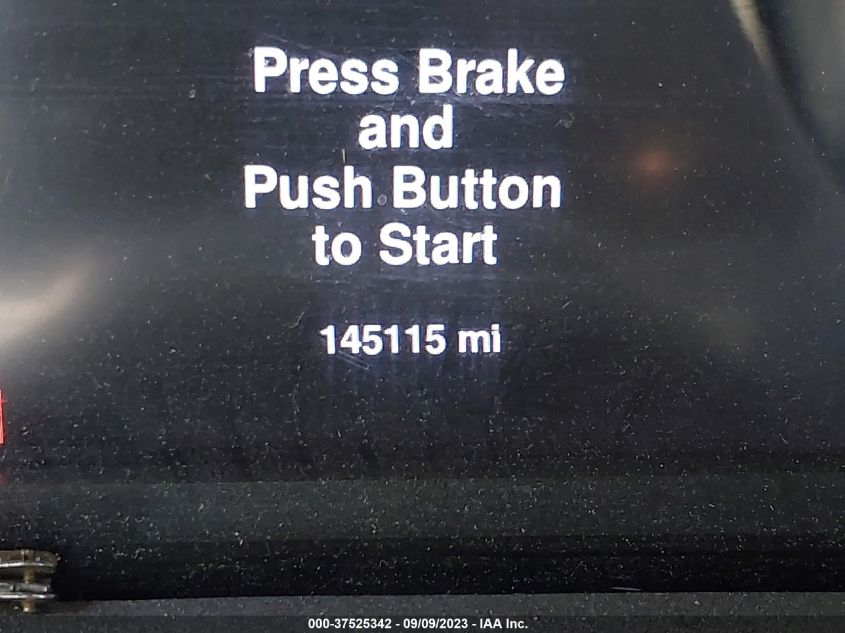 Press Brake
and
Push Button
to Start
145115 mi
000-37525342 - 09/09/2023 - IAA Inc.